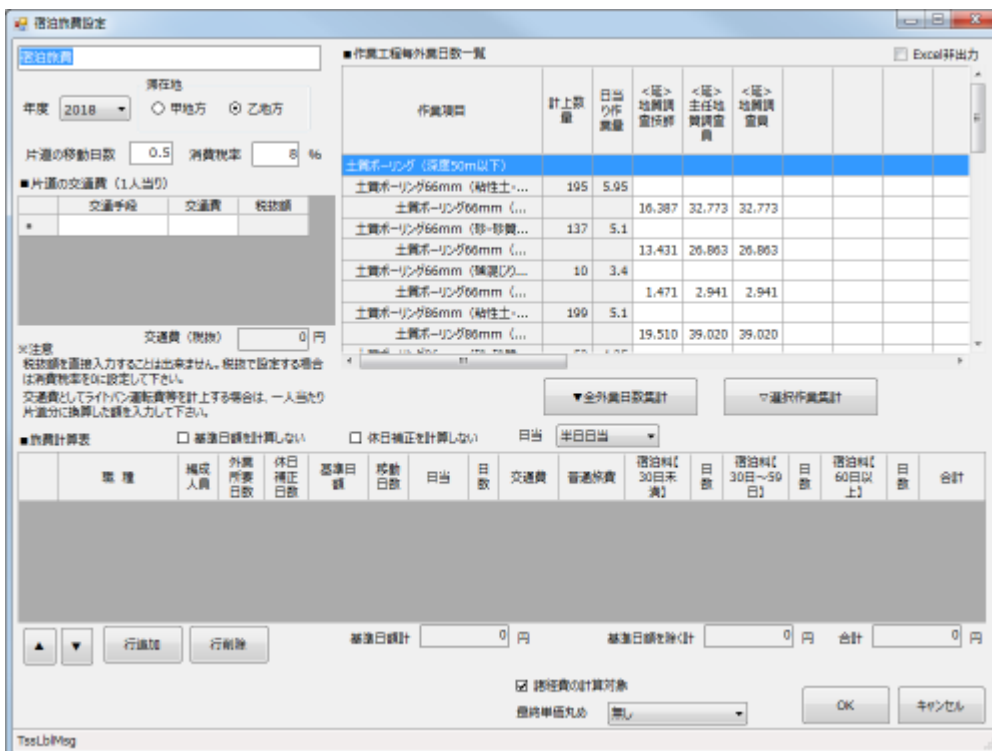 宿泊旅費設定
宿泊旅費
滞在地
年度 2018 甲地方 乙地方
片道の移動日数 0.5 消費税率 8 %
■片道の交通費（1人当り）
交通手段 交通費 税抜額
*
交通費（税抜） 0 円
※注意
税抜額を直接入力することは出来ません。税抜で設定する場合
は消費税率を0に設定して下さい。
交通費としてライトバン運転費等を計上する場合は、一人当たり
片道分に換算した額を入力して下さい。
■作業工程毎外業日数一覧 Excel非出力
作業項目 計上数量 日当り作業量 <延>地質調査技師 <延>主任地質調査員 <延>地質調査員
土質ボーリング（深度50m以下）
土質ボーリング66mm（粘性土・... 195 5.95
土質ボーリング66mm（... 16.387 32.773 32.773
土質ボーリング66mm（砂・砂質... 137 5.1
土質ボーリング66mm（... 13.431 26.863 26.863
土質ボーリング66mm（礫混じり... 10 3.4
土質ボーリング66mm（... 1.471 2.941 2.941
土質ボーリング86mm（粘性土・... 199 5.1
土質ボーリング86mm（... 19.510 39.020 39.020
▼全外業日数集計 ▽選択作業集計
■旅費計算表 基準日額を計算しない 休日補正を計算しない 日当 半日日当
職種 編成人員 外業所要日数 休日補正日数 基準日額 移動日数 日当 日数 交通費 普通旅費 宿泊料【30日未満】 日数 宿泊料【30日～59日】 日数 宿泊料【60日以上】 日数 合計
▲ ▼ 行追加 行削除 基準日額計 0 円 基準日額を除く計 0 円 合計 0 円
諸経費の計算対象
最終単価丸め 無し OK キャンセル
TssLblMsg